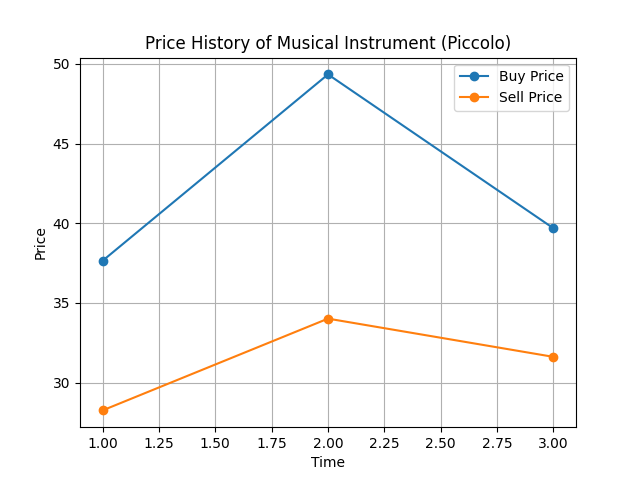 Price History of Musical Instrument (Piccolo)
Buy Price
Sell Price
50
45
40
35
30
Price
1.00 1.25 1.50 1.75 2.00 2.25 2.50 2.75 3.00
Time